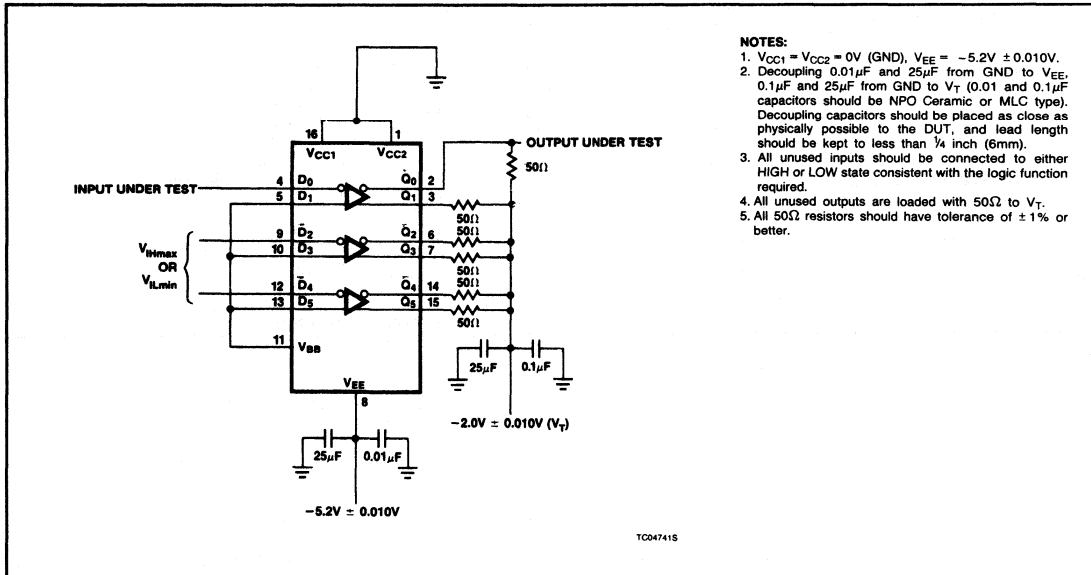 NOTES:
1. VCC1 = VCC2 = 0V (GND), VEE = −5.2V ±0.010V.
2. Decoupling 0.01μF and 25μF from GND to VEE,
0.1μF and 25μF from GND to VT (0.01 and 0.1μF
capacitors should be NPO Ceramic or MLC type).
Decoupling capacitors should be placed as close as
physically possible to the DUT, and lead length
should be kept to less than ¼ inch (6mm).
3. All unused inputs should be connected to either
HIGH or LOW state consistent with the logic function
required.
4. All unused outputs are loaded with 50Ω to VT.
5. All 50Ω resistors should have tolerance of ±1% or
better.
16 1
VCC1 VCC2
OUTPUT UNDER TEST
50Ω
INPUT UNDER TEST
4 D̄0 Q̄0 2
5 D1 Q1 3
50Ω
50Ω
9 D̄2 Q̄2 6
10 D3 Q3 7
50Ω
50Ω
12 D̄4 Q̄4 14
13 D5 Q5 15
50Ω
VIHmax
OR
VILmin
11 VBB
VEE
8
25μF 0.1μF
−2.0V ± 0.010V (VT)
25μF 0.01μF
−5.2V ± 0.010V
TC04741S